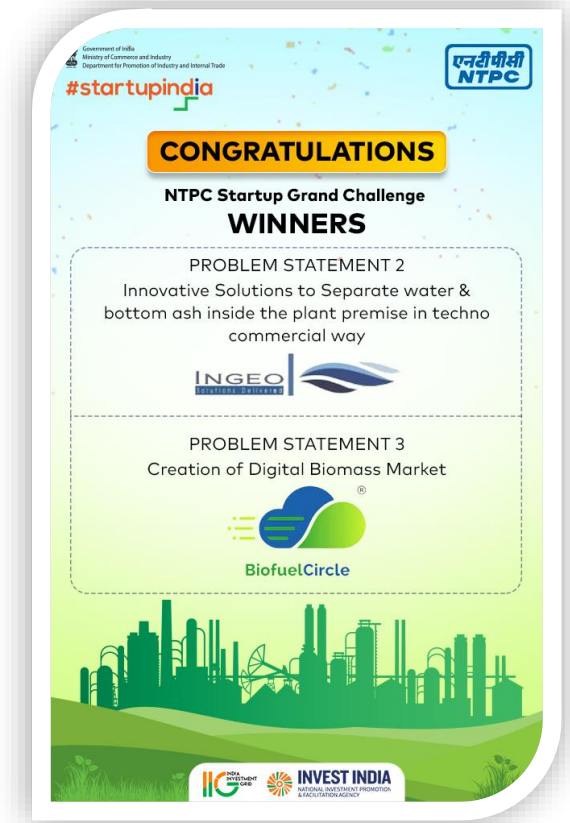 Government of India
Ministry of Commerce and Industry
Department for Promotion of Industry and Internal Trade
#startupindia
एनटीपीसी
NTPC
CONGRATULATIONS
NTPC Startup Grand Challenge
WINNERS
PROBLEM STATEMENT 2
Innovative Solutions to Separate water &
bottom ash inside the plant premise in techno
commercial way
INGEO
Solutions Delivered
PROBLEM STATEMENT 3
Creation of Digital Biomass Market
®
BiofuelCircle
IIG
INDIA
INVESTMENT
GRID
INVEST INDIA
NATIONAL INVESTMENT PROMOTION
& FACILITATION AGENCY